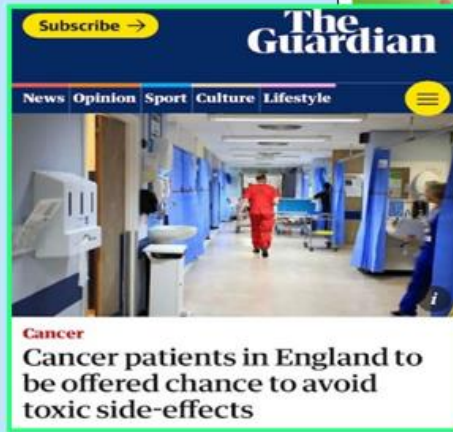 Subscribe →
The
Guardian
News Opinion Sport Culture Lifestyle
i
Cancer
Cancer patients in England to
be offered chance to avoid
toxic side-effects